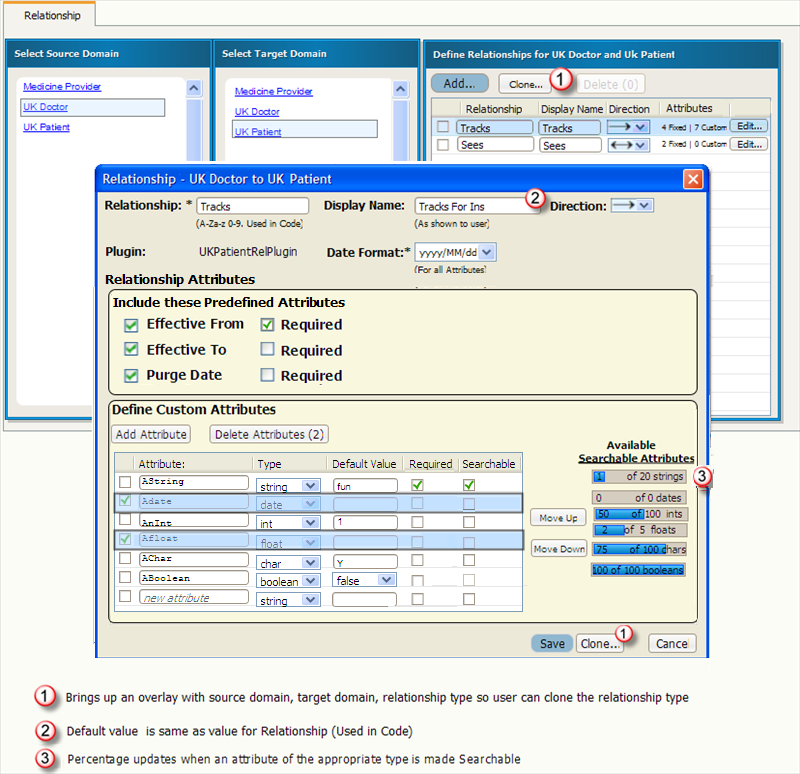 Relationship
Select Source Domain
Medicine Provider
UK Doctor
UK Patient
Select Target Domain
Medicine Provider
UK Doctor
UK Patient
Define Relationships for UK Doctor and Uk Patient
Add... Clone... 1 Delete (0)
Relationship Display Name Direction Attributes
Tracks Tracks 4 Fixed | 7 Custom Edit...
Sees Sees 2 Fixed | 0 Custom Edit...
Relationship - UK Doctor to UK Patient
Relationship: * Tracks Display Name: Tracks For Ins 2 Direction:
(A-Za-z 0-9. Used in Code) (As shown to user)
Plugin: UKPatientRelPlugin Date Format:* yyyy/MM/dd
(For all Attributes)
Relationship Attributes
Include these Predefined Attributes
Effective From Required
Effective To Required
Purge Date Required
Define Custom Attributes
Add Attribute Delete Attributes (2)
Attribute: Type Default Value Required Searchable
AString string fun
Adate date
AnInt int 1
Afloat float
AChar char Y
ABoolean boolean false
new attribute string
Move Up
Move Down
Available
Searchable Attributes
1 of 20 strings 3
0 of 0 dates
50 of 100 ints
2 of 5 floats
75 of 100 chars
100 of 100 booleans
Save Clone... 1 Cancel
1 Brings up an overlay with source domain, target domain, relationship type so user can clone the relationship type
2 Default value is same as value for Relationship (Used in Code)
3 Percentage updates when an attribute of the appropriate type is made Searchable